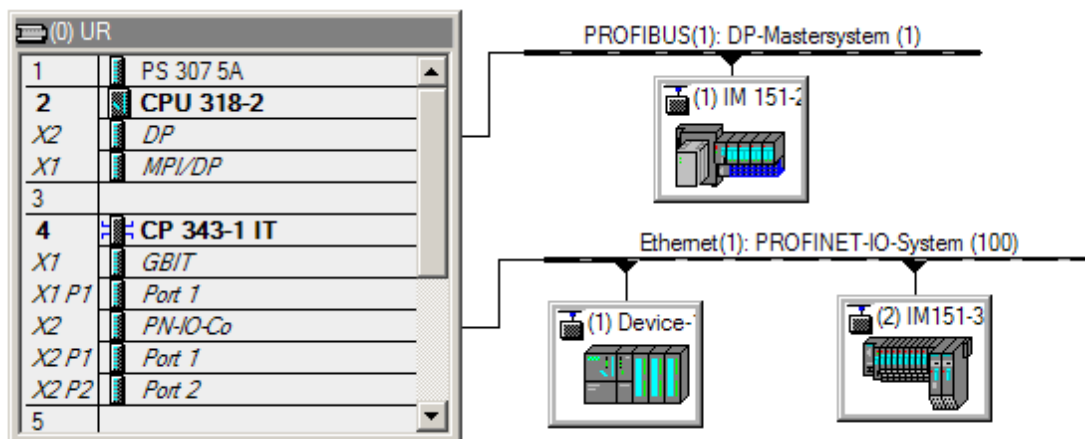 (0) UR
1 PS 307 5A
2 CPU 318-2
X2 DP
X1 MPI/DP
3
4 CP 343-1 IT
X1 GBIT
X1 P1 Port 1
X2 PN-IO-Co
X2 P1 Port 1
X2 P2 Port 2
5
PROFIBUS(1): DP-Mastersystem (1)
(1) IM 151-2
Ethernet(1): PROFINET-IO-System (100)
(1) Device-1
(2) IM151-3